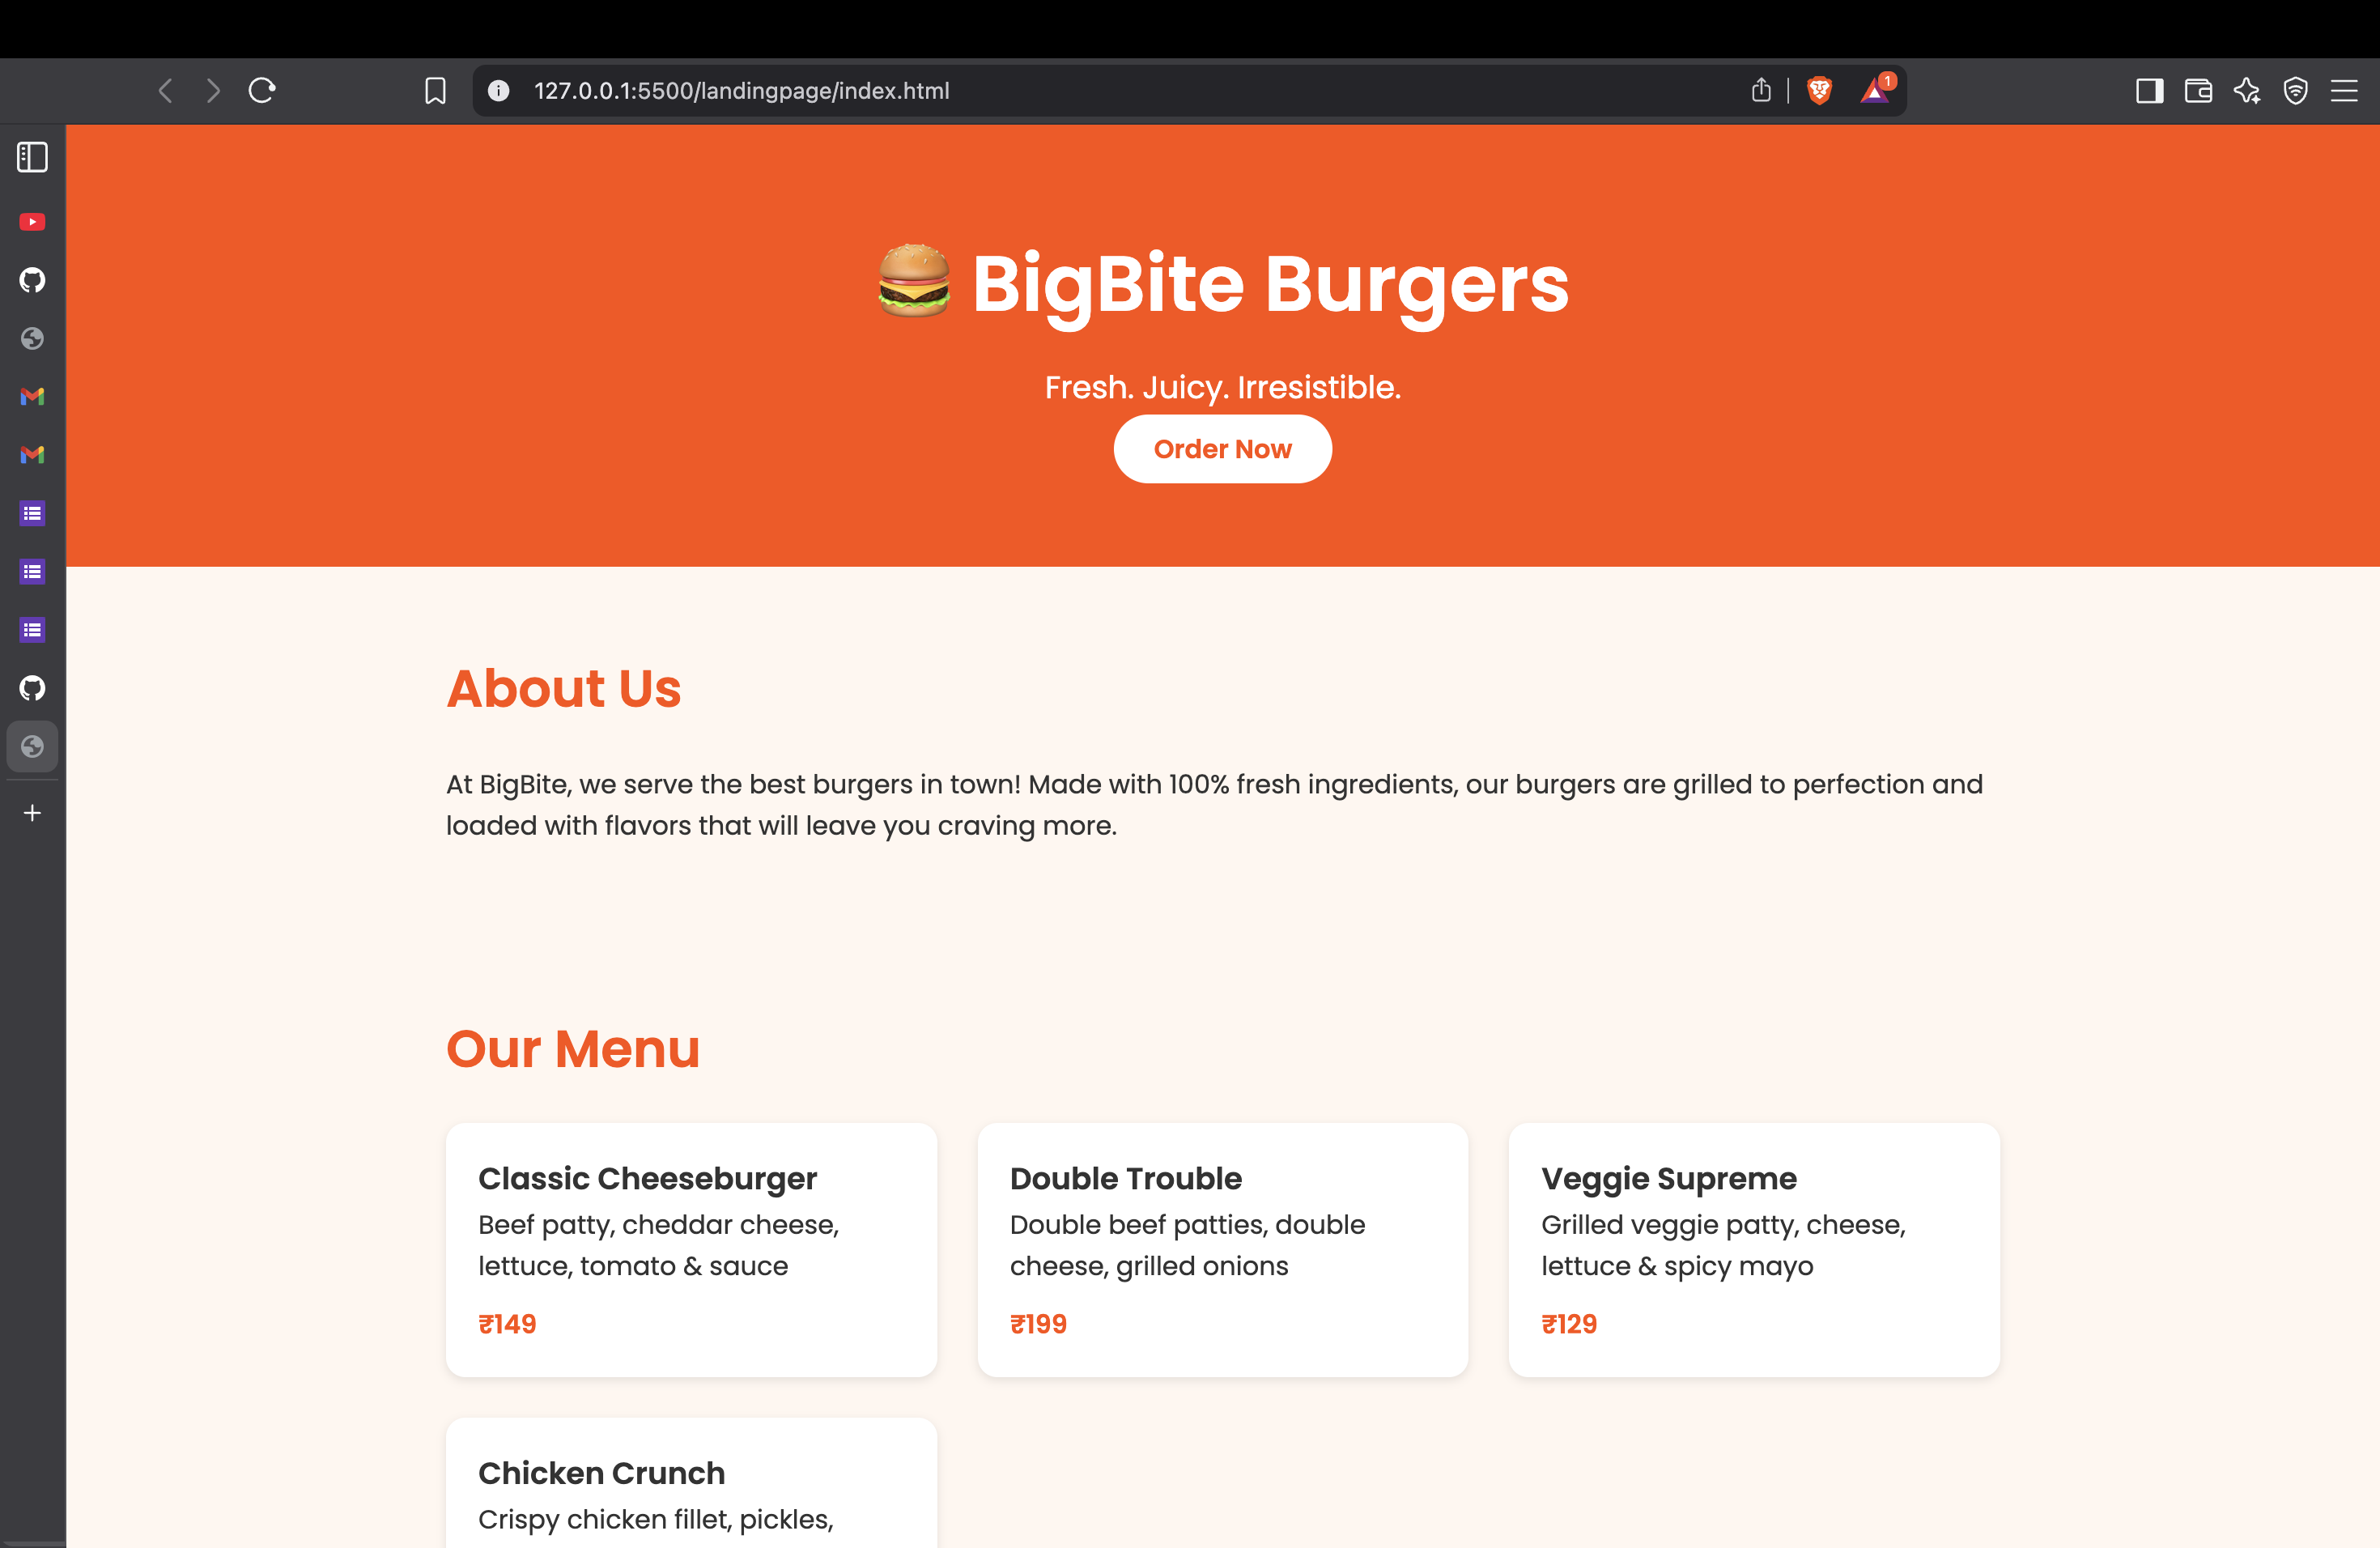 127.0.0.1:5500/landingpage/index.html
1
🍔 BigBite Burgers
Fresh. Juicy. Irresistible.
Order Now
About Us
At BigBite, we serve the best burgers in town! Made with 100% fresh ingredients, our burgers are grilled to perfection and
loaded with flavors that will leave you craving more.
Our Menu
Classic Cheeseburger
Beef patty, cheddar cheese,
lettuce, tomato & sauce
₹149
Double Trouble
Double beef patties, double
cheese, grilled onions
₹199
Veggie Supreme
Grilled veggie patty, cheese,
lettuce & spicy mayo
₹129
Chicken Crunch
Crispy chicken fillet, pickles,